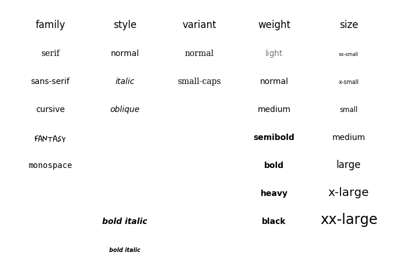 family style variant weight size
serif normal normal light xx-small
sans-serif italic small-caps normal x-small
cursive oblique medium small
FANTASY semibold medium
monospace bold large
heavy x-large
bold italic black xx-large
bold italic